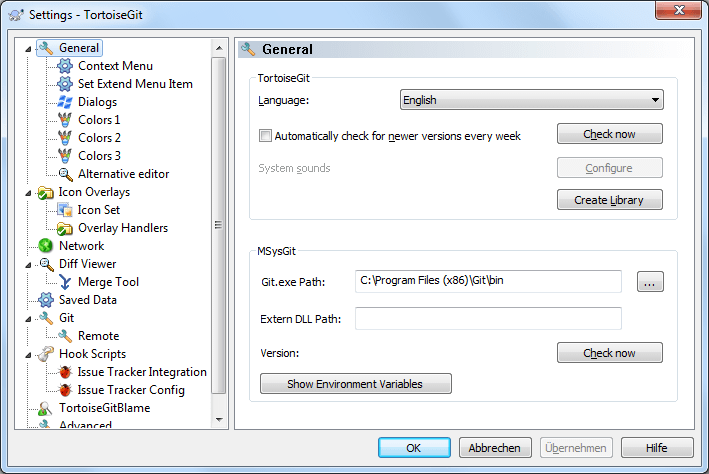 Settings - TortoiseGit
General
Context Menu
Set Extend Menu Item
Dialogs
Colors 1
Colors 2
Colors 3
Alternative editor
Icon Overlays
Icon Set
Overlay Handlers
Network
Diff Viewer
Merge Tool
Saved Data
Git
Remote
Hook Scripts
Issue Tracker Integration
Issue Tracker Config
TortoiseGitBlame
Advanced
General
TortoiseGit
Language: English
Automatically check for newer versions every week Check now
System sounds Configure
Create Library
MSysGit
Git.exe Path: C:\Program Files (x86)\Git\bin ...
Extern DLL Path:
Version: Check now
Show Environment Variables
OK Abbrechen Übernehmen Hilfe